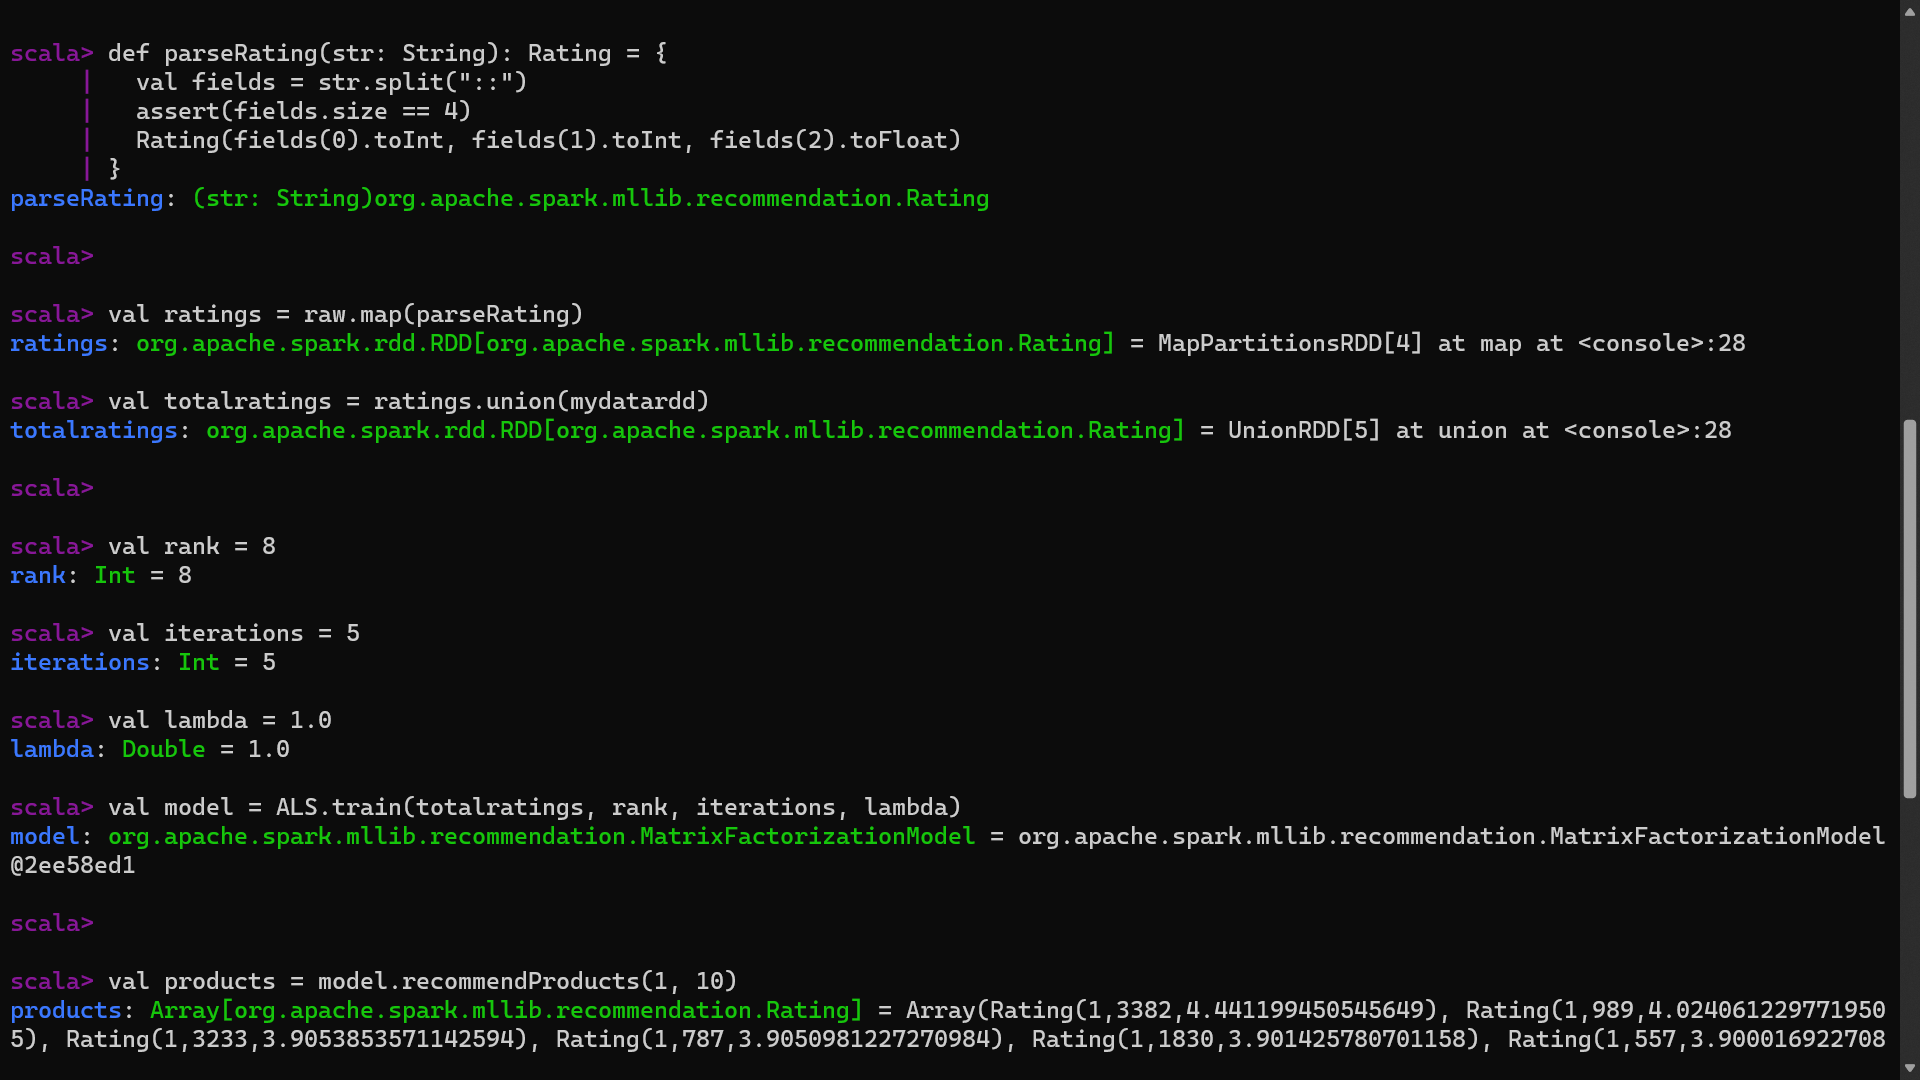 scala> def parseRating(str: String): Rating = {
     |   val fields = str.split("::")
     |   assert(fields.size == 4)
     |   Rating(fields(0).toInt, fields(1).toInt, fields(2).toFloat)
     | }
parseRating: (str: String)org.apache.spark.mllib.recommendation.Rating
scala>
scala> val ratings = raw.map(parseRating)
ratings: org.apache.spark.rdd.RDD[org.apache.spark.mllib.recommendation.Rating] = MapPartitionsRDD[4] at map at <console>:28
scala> val totalratings = ratings.union(mydatardd)
totalratings: org.apache.spark.rdd.RDD[org.apache.spark.mllib.recommendation.Rating] = UnionRDD[5] at union at <console>:28
scala>
scala> val rank = 8
rank: Int = 8
scala> val iterations = 5
iterations: Int = 5
scala> val lambda = 1.0
lambda: Double = 1.0
scala> val model = ALS.train(totalratings, rank, iterations, lambda)
model: org.apache.spark.mllib.recommendation.MatrixFactorizationModel = org.apache.spark.mllib.recommendation.MatrixFactorizationModel
@2ee58ed1
scala>
scala> val products = model.recommendProducts(1, 10)
products: Array[org.apache.spark.mllib.recommendation.Rating] = Array(Rating(1,3382,4.441199450545649), Rating(1,989,4.024061229771950
5), Rating(1,3233,3.9053853571142594), Rating(1,787,3.9050981227270984), Rating(1,1830,3.901425780701158), Rating(1,557,3.900016922708